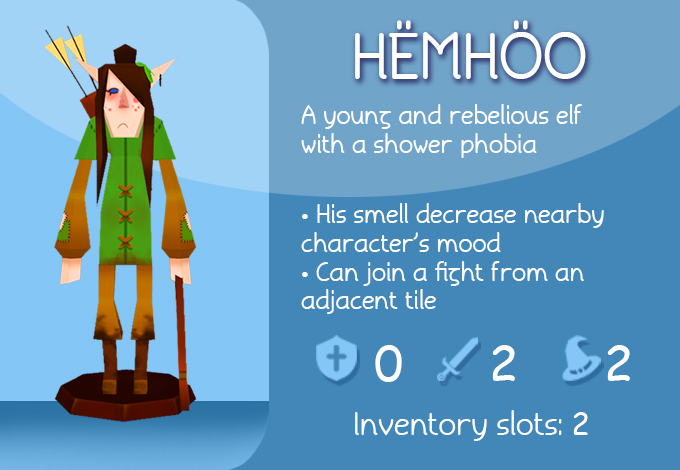 HËMHÖO
A young and rebelious elf
with a shower phobia
• His smell decrease nearby
character's mood
• Can join a fight from an
adjacent tile
0 2 2
Inventory slots: 2